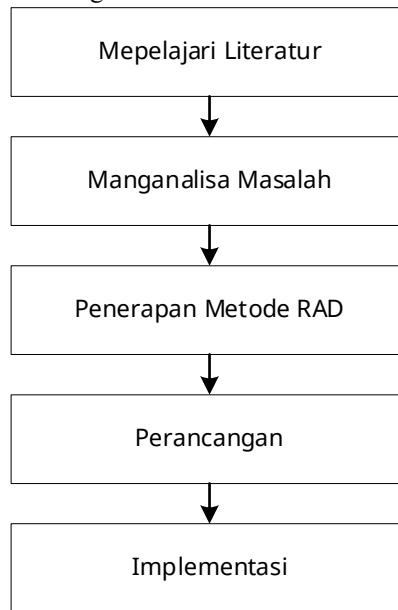 Mepelajari Literatur
Manganalisa Masalah
Penerapan Metode RAD
Perancangan
Implementasi